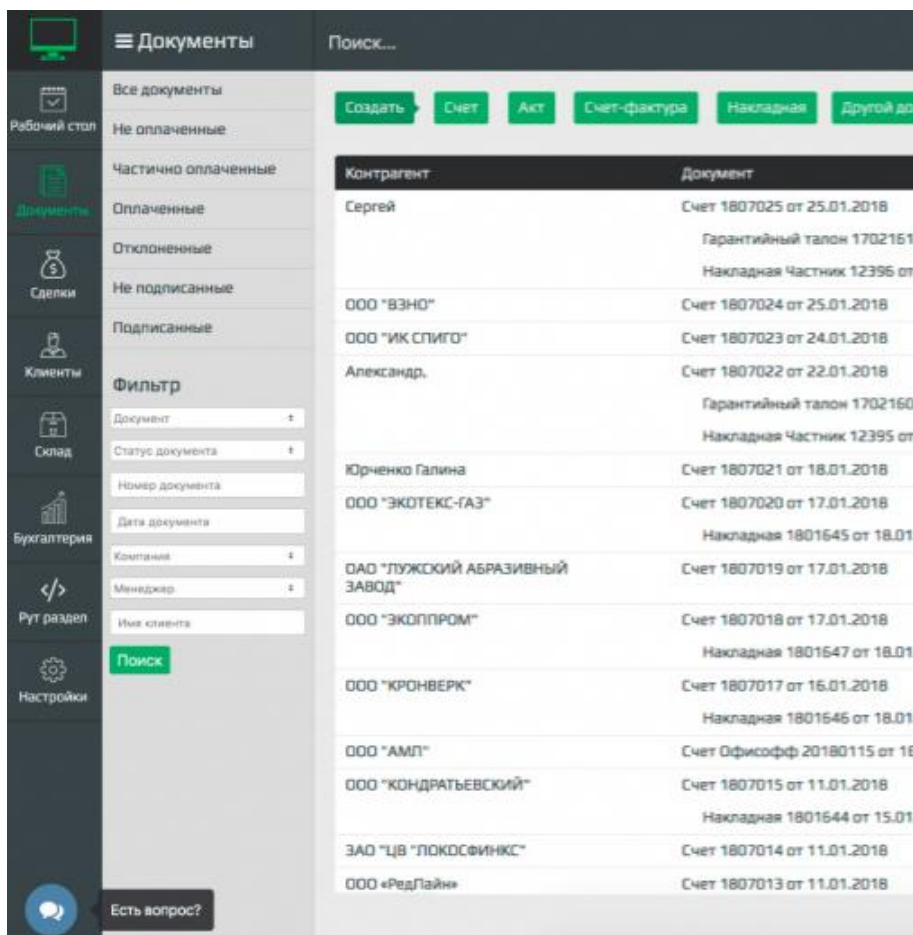 Документы
Поиск...
Рабочий стол
Документы
Сделки
Клиенты
Склад
Бухгалтерия
</>
Рут раздел
Настройки
Все документы
Не оплаченные
Частично оплаченные
Оплаченные
Отклоненные
Не подписанные
Подписанные
Фильтр
Документ
Статус документа
Номер документа
Дата документа
Компания
Менеджер
Имя клиента
Поиск
Создать Счет Акт Счет-фактура Накладная Другой до
Контрагент Документ
Сергей Счет 1807025 от 25.01.2018
Гарантийный талон 1702161
Накладная Частник 12396 от
ООО "ВЗНО" Счет 1807024 от 25.01.2018
ООО "ИК СПИГО" Счет 1807023 от 24.01.2018
Александр, Счет 1807022 от 22.01.2018
Гарантийный талон 1702160
Накладная Частник 12395 от
Юрченко Галина Счет 1807021 от 18.01.2018
ООО "ЭКОТЕКС-ГАЗ" Счет 1807020 от 17.01.2018
Накладная 1801645 от 18.01
ОАО "ЛУЖСКИЙ АБРАЗИВНЫЙ Счет 1807019 от 17.01.2018
ЗАВОД"
ООО "ЭКОППРОМ" Счет 1807018 от 17.01.2018
Накладная 1801647 от 18.01
ООО "КРОНВЕРК" Счет 1807017 от 16.01.2018
Накладная 1801646 от 18.01
ООО "АМЛ" Счет Офисофф 20180115 от 16
ООО "КОНДРАТЬЕВСКИЙ" Счет 1807015 от 11.01.2018
Накладная 1801644 от 15.01
ЗАО "ЦВ "ЛОКОСФИНКС" Счет 1807014 от 11.01.2018
ООО «РедЛайн» Счет 1807013 от 11.01.2018
Есть вопрос?